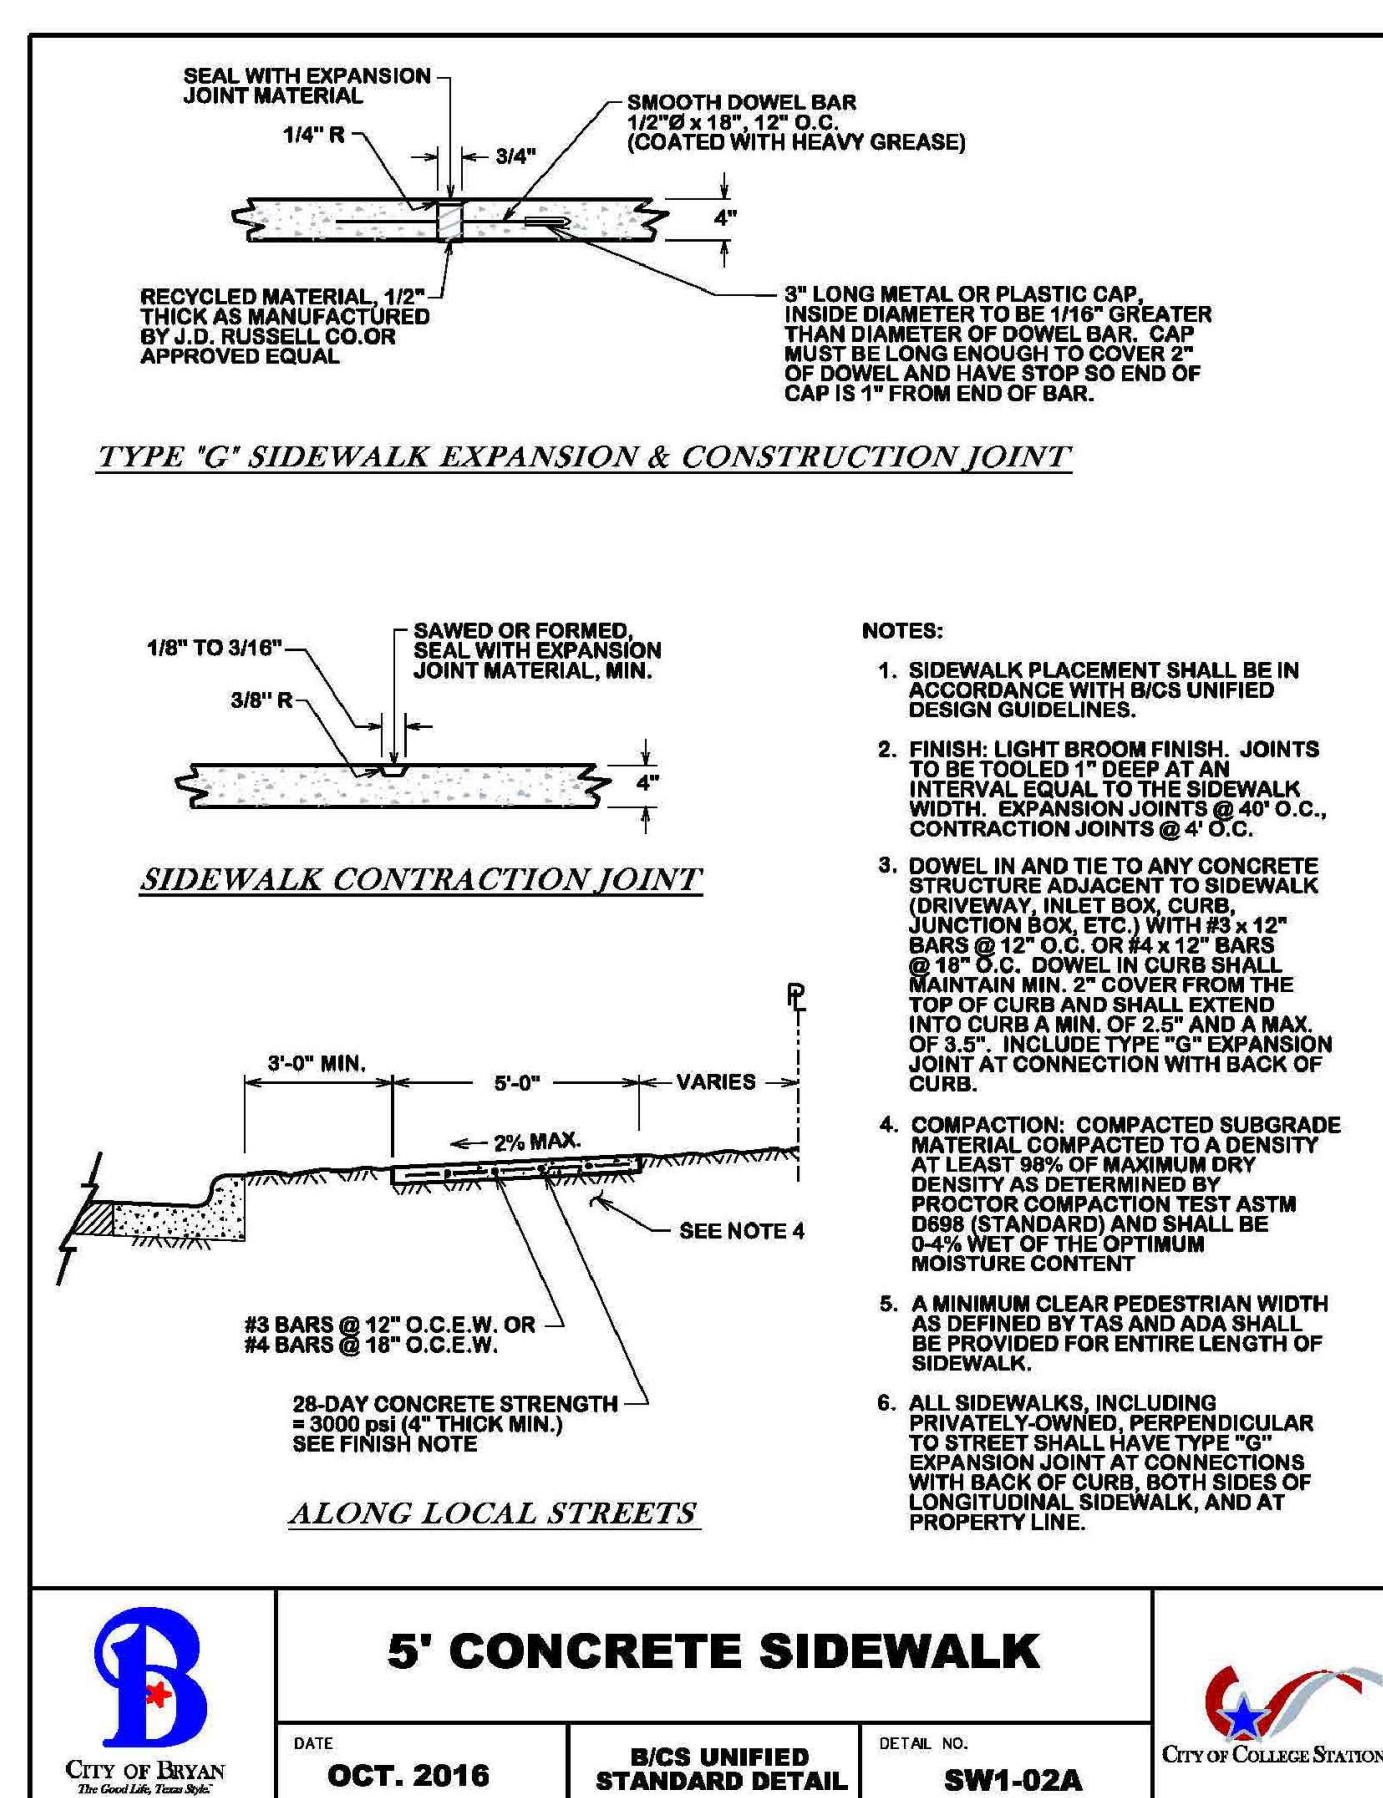 SEAL WITH EXPANSION
JOINT MATERIAL
1/4" R
3/4"
SMOOTH DOWEL BAR
1/2"Ø x 18", 12" O.C.
(COATED WITH HEAVY GREASE)
4"
RECYCLED MATERIAL, 1/2"
THICK AS MANUFACTURED
BY J.D. RUSSELL CO.OR
APPROVED EQUAL
3" LONG METAL OR PLASTIC CAP,
INSIDE DIAMETER TO BE 1/16" GREATER
THAN DIAMETER OF DOWEL BAR. CAP
MUST BE LONG ENOUGH TO COVER 2"
OF DOWEL AND HAVE STOP SO END OF
CAP IS 1" FROM END OF BAR.
TYPE "G" SIDEWALK EXPANSION & CONSTRUCTION JOINT
1/8" TO 3/16"
3/8" R
SAWED OR FORMED,
SEAL WITH EXPANSION
JOINT MATERIAL, MIN.
4"
SIDEWALK CONTRACTION JOINT
PL
3'-0" MIN.
5'-0"
VARIES
2% MAX.
SEE NOTE 4
#3 BARS @ 12" O.C.E.W. OR
#4 BARS @ 18" O.C.E.W.
28-DAY CONCRETE STRENGTH
= 3000 psi (4" THICK MIN.)
SEE FINISH NOTE
ALONG LOCAL STREETS
NOTES:
1. SIDEWALK PLACEMENT SHALL BE IN
ACCORDANCE WITH B/CS UNIFIED
DESIGN GUIDELINES.
2. FINISH: LIGHT BROOM FINISH. JOINTS
TO BE TOOLED 1" DEEP AT AN
INTERVAL EQUAL TO THE SIDEWALK
WIDTH. EXPANSION JOINTS @ 40' O.C.,
CONTRACTION JOINTS @ 4' O.C.
3. DOWEL IN AND TIE TO ANY CONCRETE
STRUCTURE ADJACENT TO SIDEWALK
(DRIVEWAY, INLET BOX, CURB,
JUNCTION BOX, ETC.) WITH #3 x 12"
BARS @ 12" O.C. OR #4 x 12" BARS
@ 18" O.C. DOWEL IN CURB SHALL
MAINTAIN MIN. 2" COVER FROM THE
TOP OF CURB AND SHALL EXTEND
INTO CURB A MIN. OF 2.5" AND A MAX.
OF 3.5". INCLUDE TYPE "G" EXPANSION
JOINT AT CONNECTION WITH BACK OF
CURB.
4. COMPACTION: COMPACTED SUBGRADE
MATERIAL COMPACTED TO A DENSITY
AT LEAST 98% OF MAXIMUM DRY
DENSITY AS DETERMINED BY
PROCTOR COMPACTION TEST ASTM
D698 (STANDARD) AND SHALL BE
0-4% WET OF THE OPTIMUM
MOISTURE CONTENT
5. A MINIMUM CLEAR PEDESTRIAN WIDTH
AS DEFINED BY TAS AND ADA SHALL
BE PROVIDED FOR ENTIRE LENGTH OF
SIDEWALK.
6. ALL SIDEWALKS, INCLUDING
PRIVATELY-OWNED, PERPENDICULAR
TO STREET SHALL HAVE TYPE "G"
EXPANSION JOINT AT CONNECTIONS
WITH BACK OF CURB, BOTH SIDES OF
LONGITUDINAL SIDEWALK, AND AT
PROPERTY LINE.
B
CITY OF BRYAN
The Good Life, Texas Style.™
5' CONCRETE SIDEWALK
DATE
OCT. 2016
B/CS UNIFIED
STANDARD DETAIL
DETAIL NO.
SW1-02A
CITY OF COLLEGE STATION